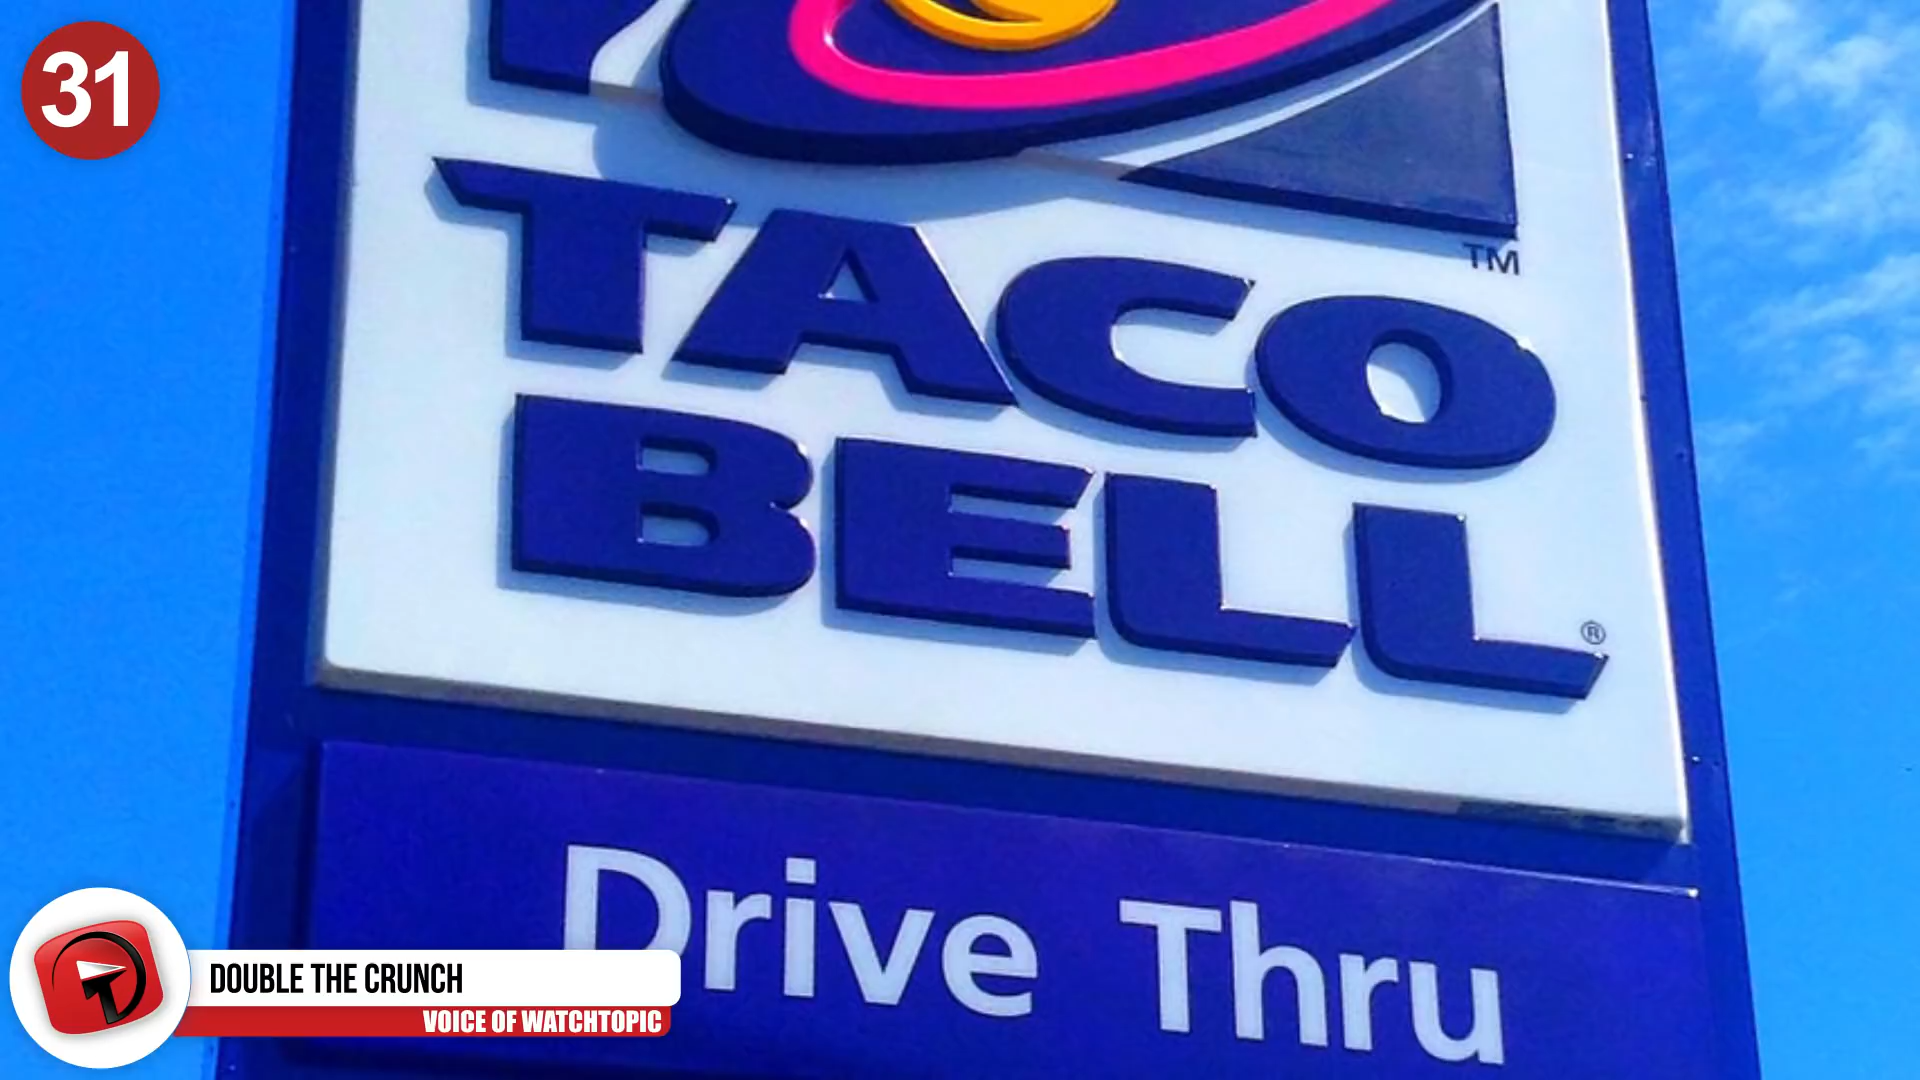 31
TM
TACO
BELL
®
Drive Thru
DOUBLE THE CRUNCH
VOICE OF WATCHTOPIC